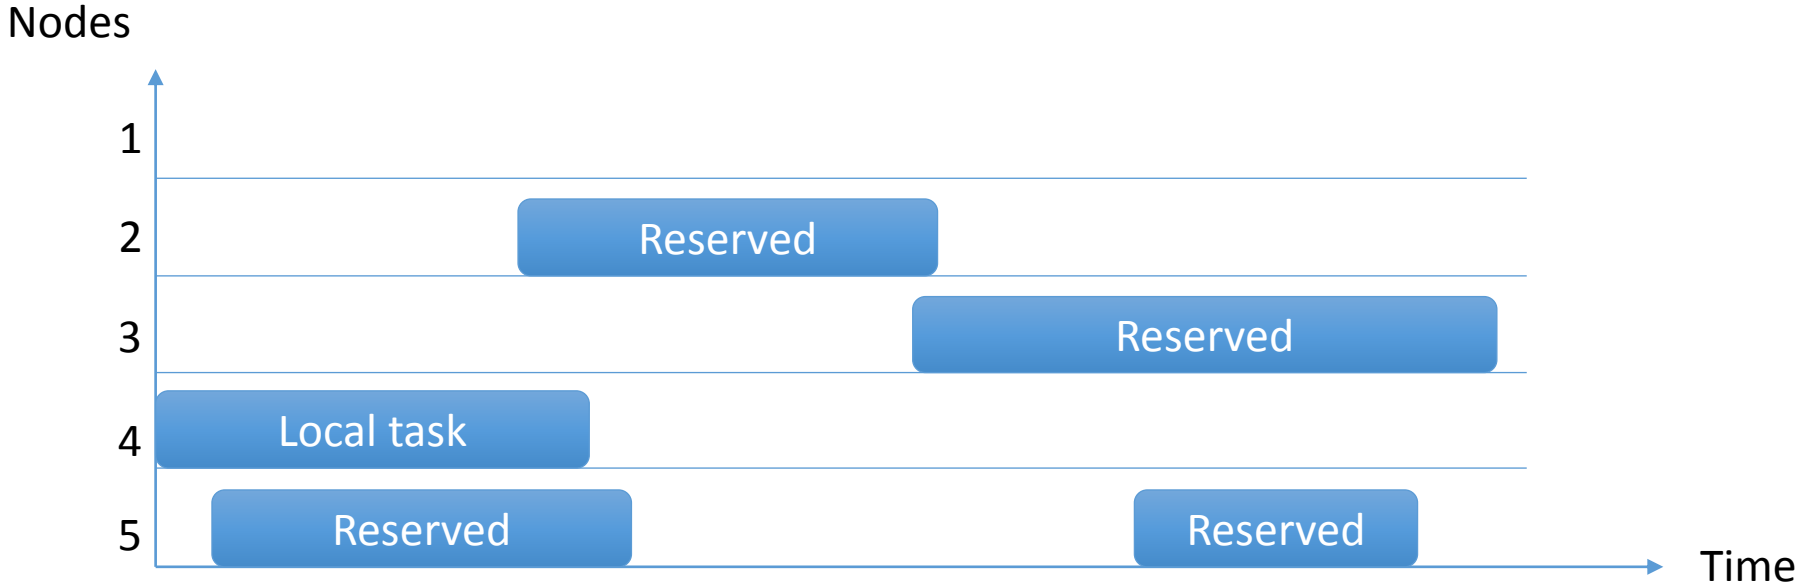 Nodes
1
2
Reserved
3
Reserved
4
Local task
5
Reserved
Reserved
Time